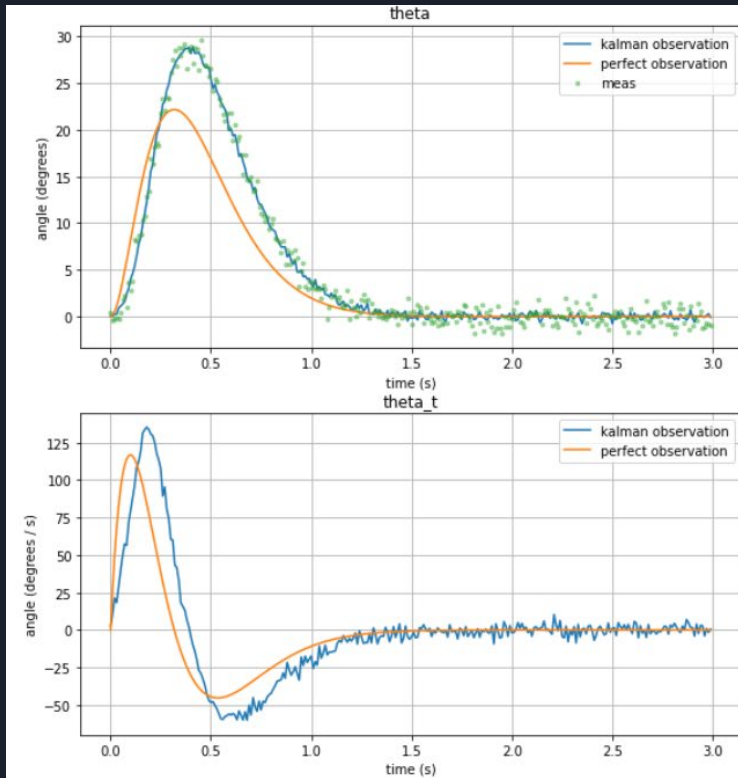 theta
30
25
20
15
10
5
0
angle (degrees)
kalman observation
perfect observation
meas
0.0 0.5 1.0 1.5 2.0 2.5 3.0
time (s)
theta_t
125
100
75
50
25
0
−25
−50
angle (degrees / s)
kalman observation
perfect observation
0.0 0.5 1.0 1.5 2.0 2.5 3.0
time (s)